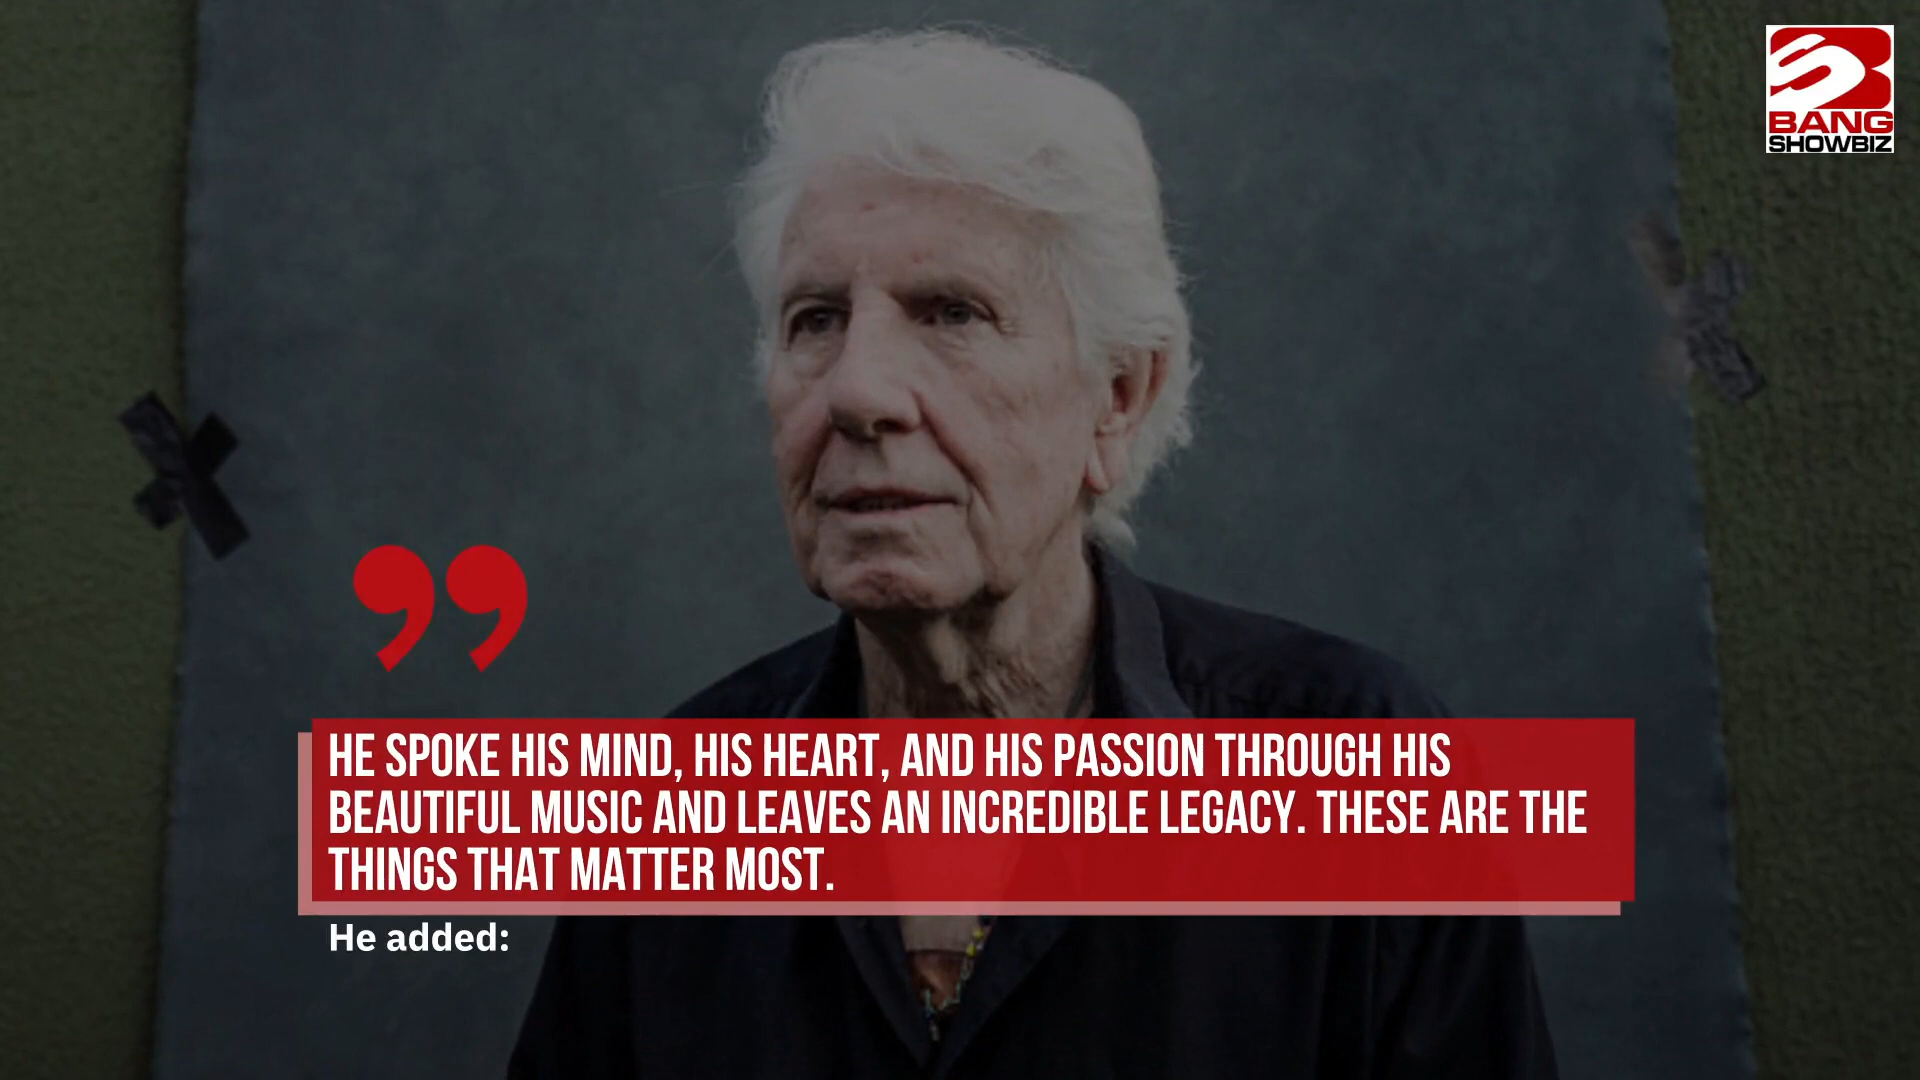 BANG
SHOWBIZ
”
HE SPOKE HIS MIND, HIS HEART, AND HIS PASSION THROUGH HIS
BEAUTIFUL MUSIC AND LEAVES AN INCREDIBLE LEGACY. THESE ARE THE
THINGS THAT MATTER MOST.
He added: